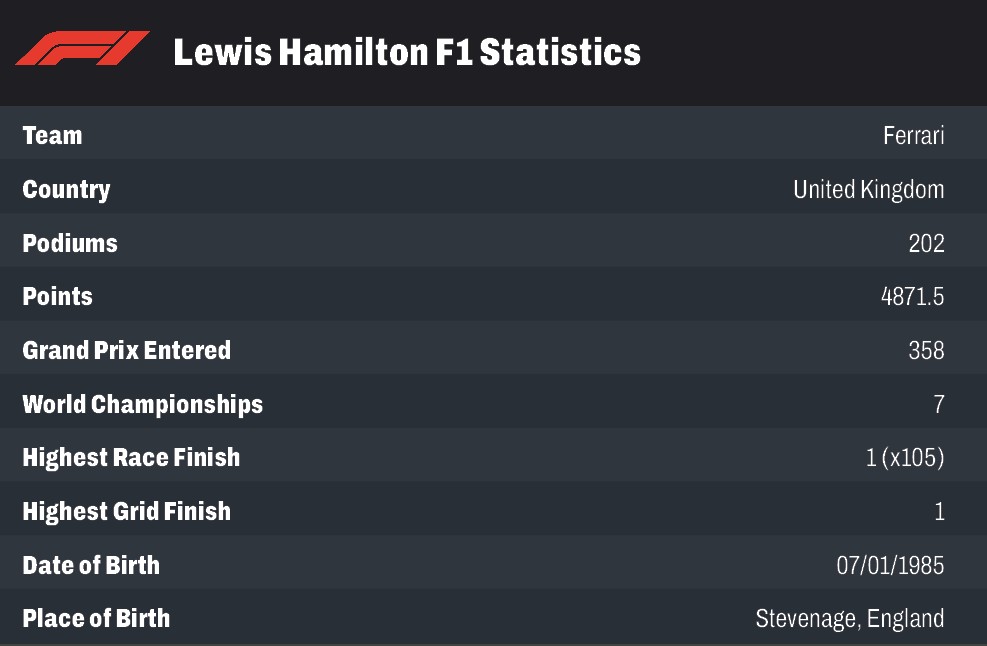 Lewis Hamilton F1 Statistics
Team Ferrari
Country United Kingdom
Podiums 202
Points 4871.5
Grand Prix Entered 358
World Championships 7
Highest Race Finish 1 (x105)
Highest Grid Finish 1
Date of Birth 07/01/1985
Place of Birth Stevenage, England